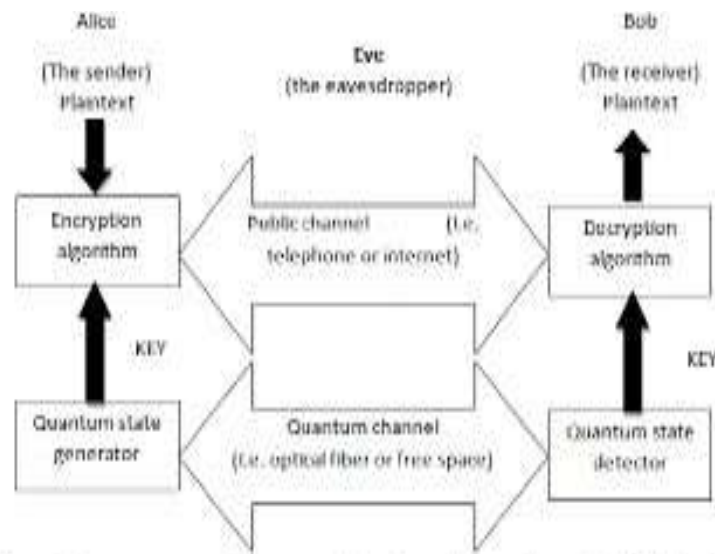 Alice
(The sender)
Plaintext
Eve
(the eavesdropper)
Bob
(The receiver)
Plaintext
Encryption
algorithm
Public channel (i.e.
telephone or internet)
Decryption
algorithm
KEY
KEY
Quantum state
generator
Quantum channel
(i.e. optical fiber or free space)
Quantum state
detector